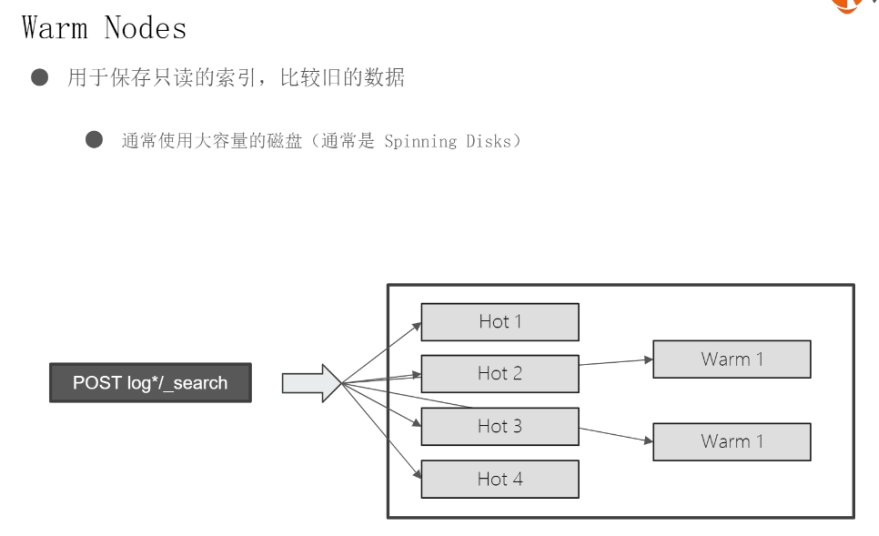 Warm Nodes
● 用于保存只读的索引，比较旧的数据
● 通常使用大容量的磁盘（通常是 Spinning Disks）
POST log*/_search
Hot 1
Hot 2
Hot 3
Hot 4
Warm 1
Warm 1